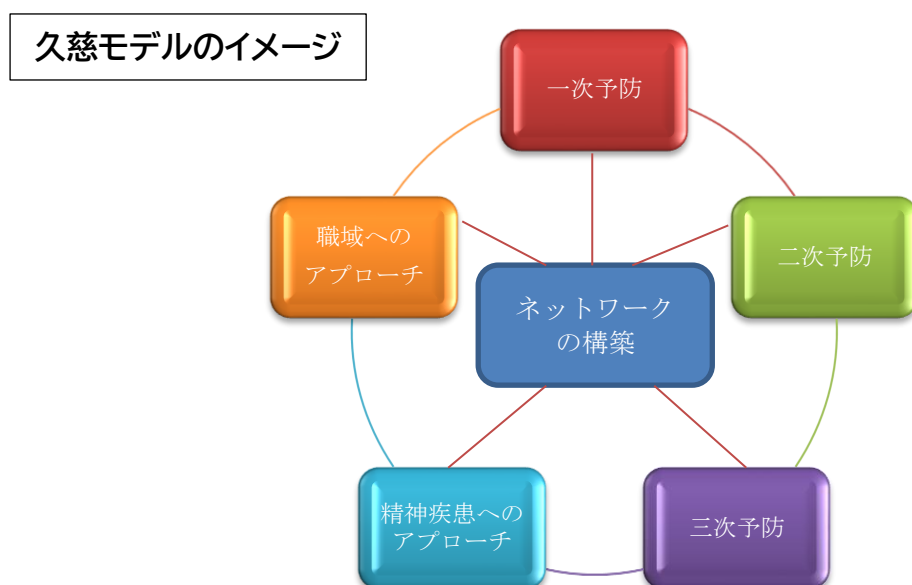 久慈モデルのイメージ
一次予防
職域への
アプローチ
二次予防
ネットワーク
の構築
精神疾患への
アプローチ
三次予防